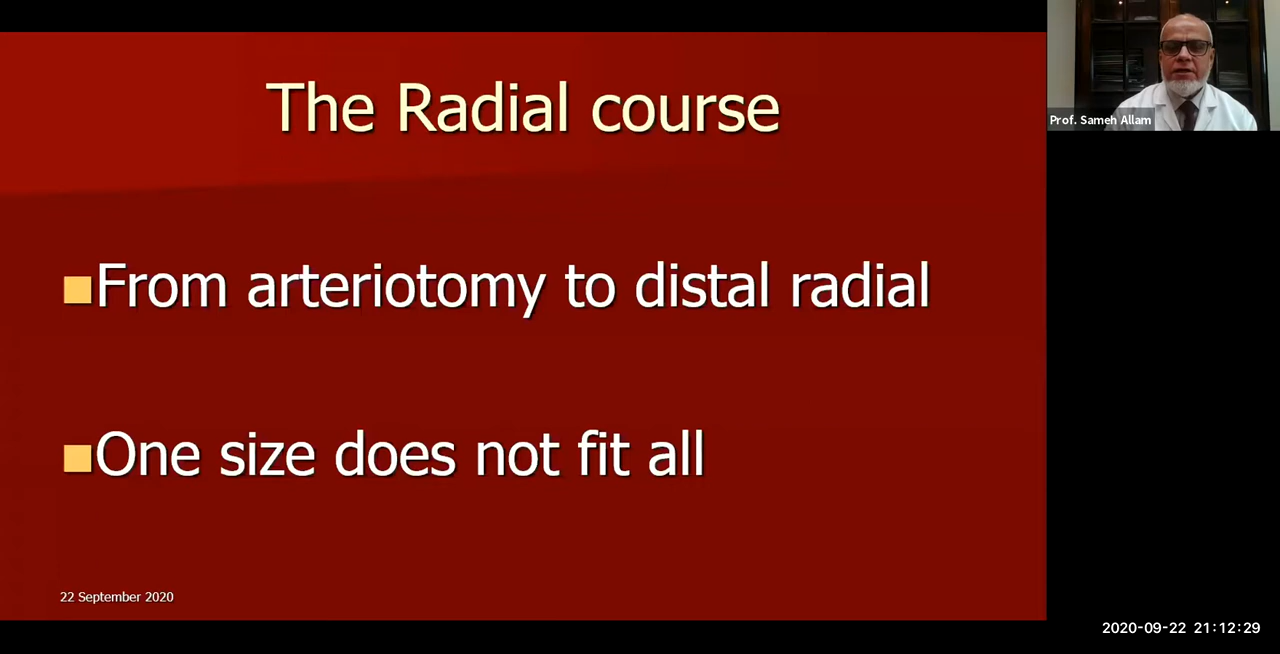 The Radial course
Prof. Sameh Allam
From arteriotomy to distal radial
One size does not fit all
22 September 2020
2020-09-22 21:12:29